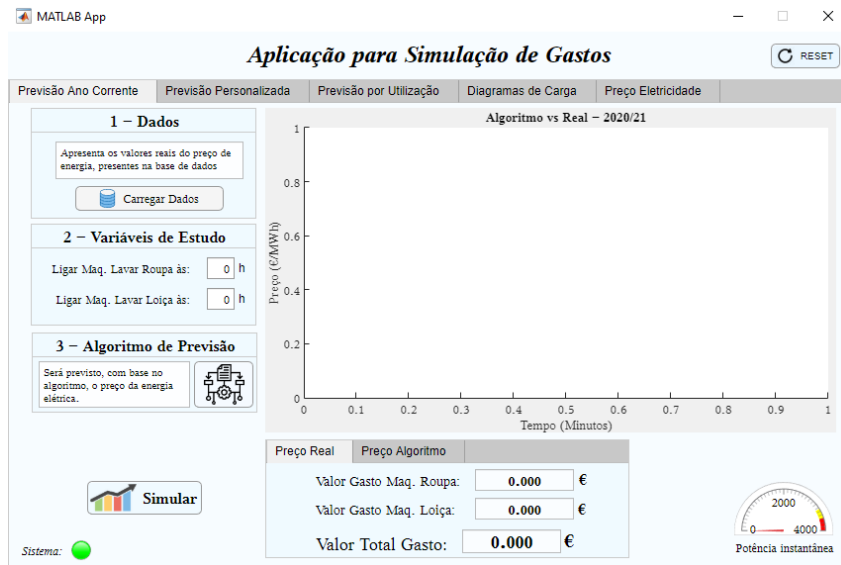 MATLAB App
Aplicação para Simulação de Gastos
RESET
Previsão Ano Corrente
Previsão Personalizada
Previsão por Utilização
Diagramas de Carga
Preço Eletricidade
1 − Dados
Apresenta os valores reais do preço de
energia, presentes na base de dados
Carregar Dados
2 − Variáveis de Estudo
Ligar Maq. Lavar Roupa às: 0 h
Ligar Maq. Lavar Loiça às: 0 h
3 − Algoritmo de Previsão
Será previsto, com base no
algoritmo, o preço da energia
elétrica.
Simular
Sistema:
Algoritmo vs Real − 2020/21
Preço (€/MWh)
1
0.8
0.6
0.4
0.2
0
0 0.1 0.2 0.3 0.4 0.5 0.6 0.7 0.8 0.9 1
Tempo (Minutos)
Preço Real
Preço Algoritmo
Valor Gasto Maq. Roupa: 0.000 €
Valor Gasto Maq. Loiça: 0.000 €
Valor Total Gasto: 0.000 €
2000
0 4000
Potência instantânea